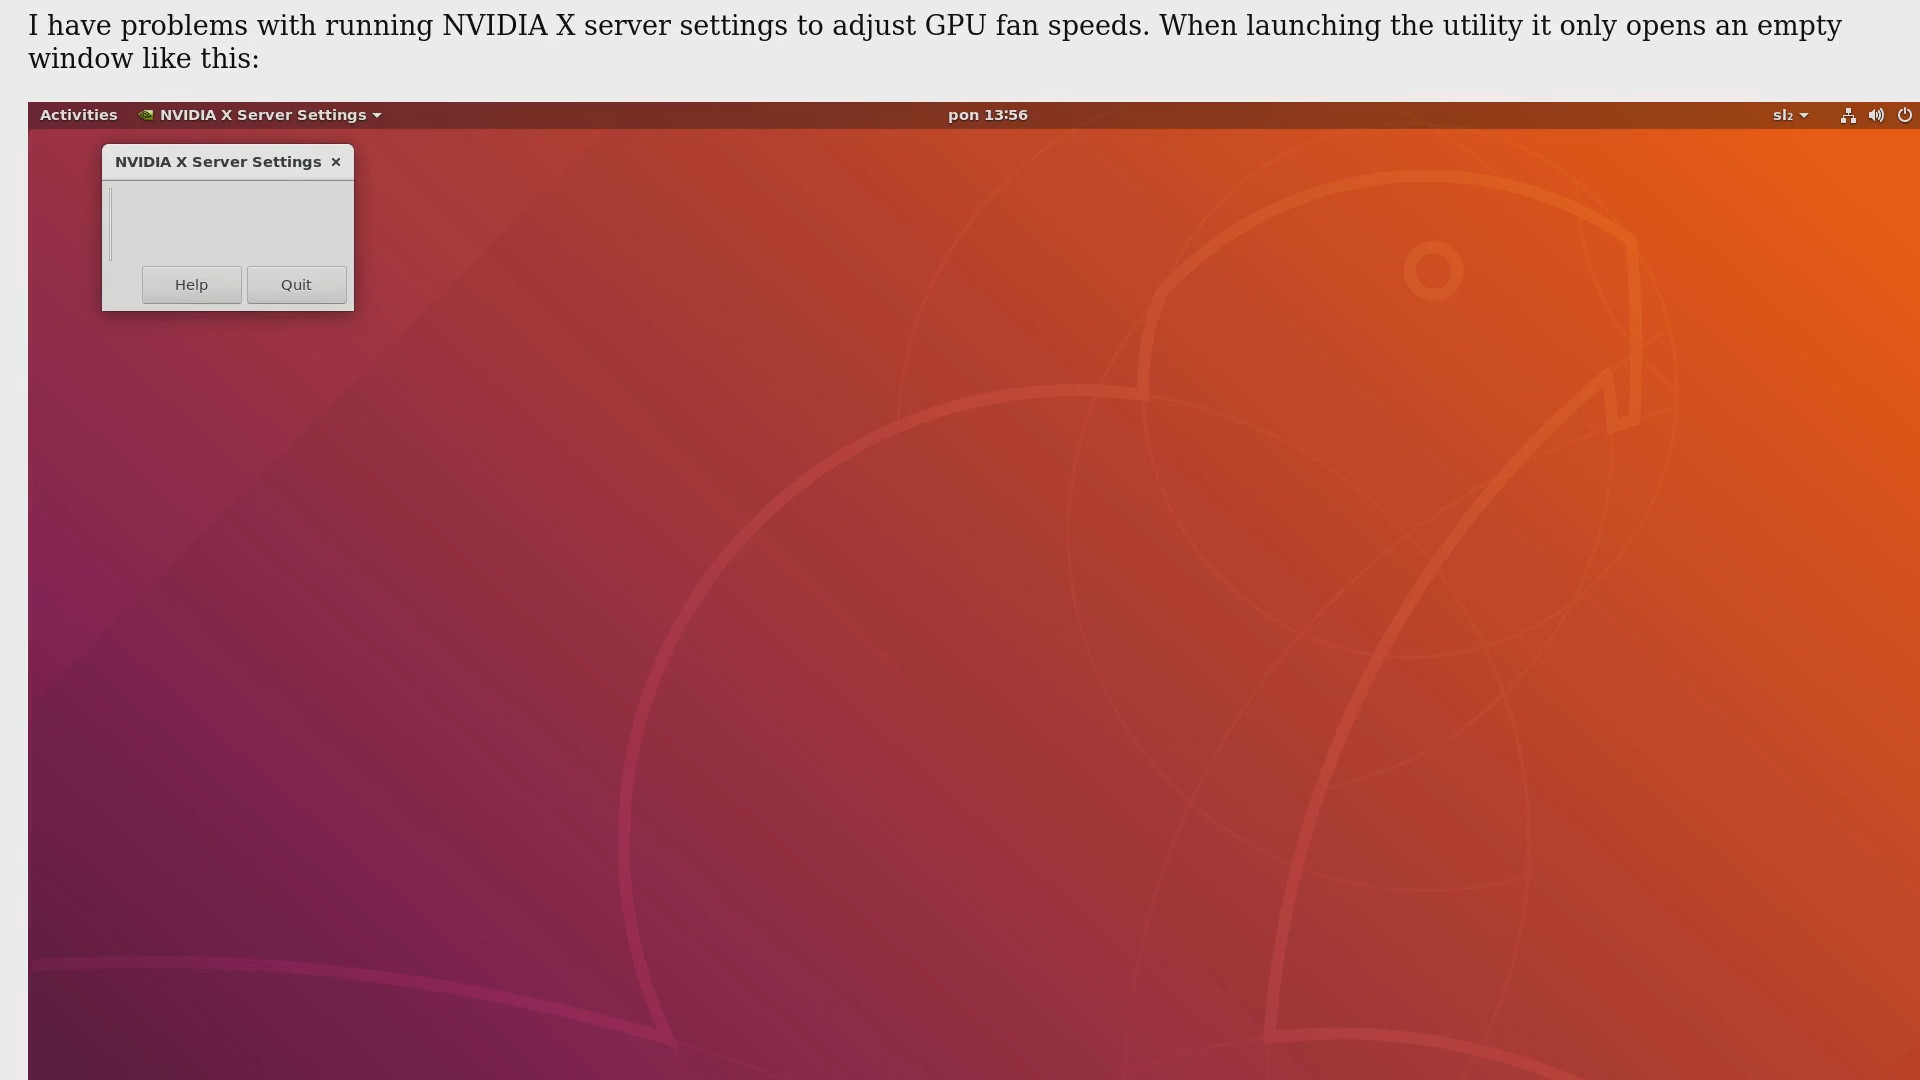 I have problems with running NVIDIA X server settings to adjust GPU fan speeds. When launching the utility it only opens an empty
window like this:
Activities NVIDIA X Server Settings pon 13:56 sl₂
NVIDIA X Server Settings ×
Help Quit